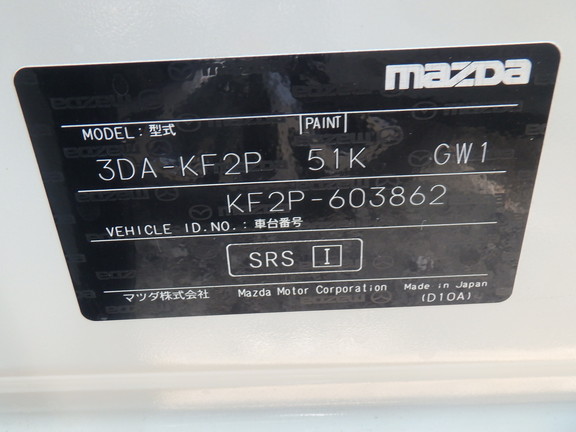 mazda
MODEL: 型式 PAINT
3DA-KF2P 51K GW1
KF2P-603862
VEHICLE ID.NO.: 車台番号
SRS I
マツダ株式会社 Mazda Motor Corporation Made in Japan
(D10A)